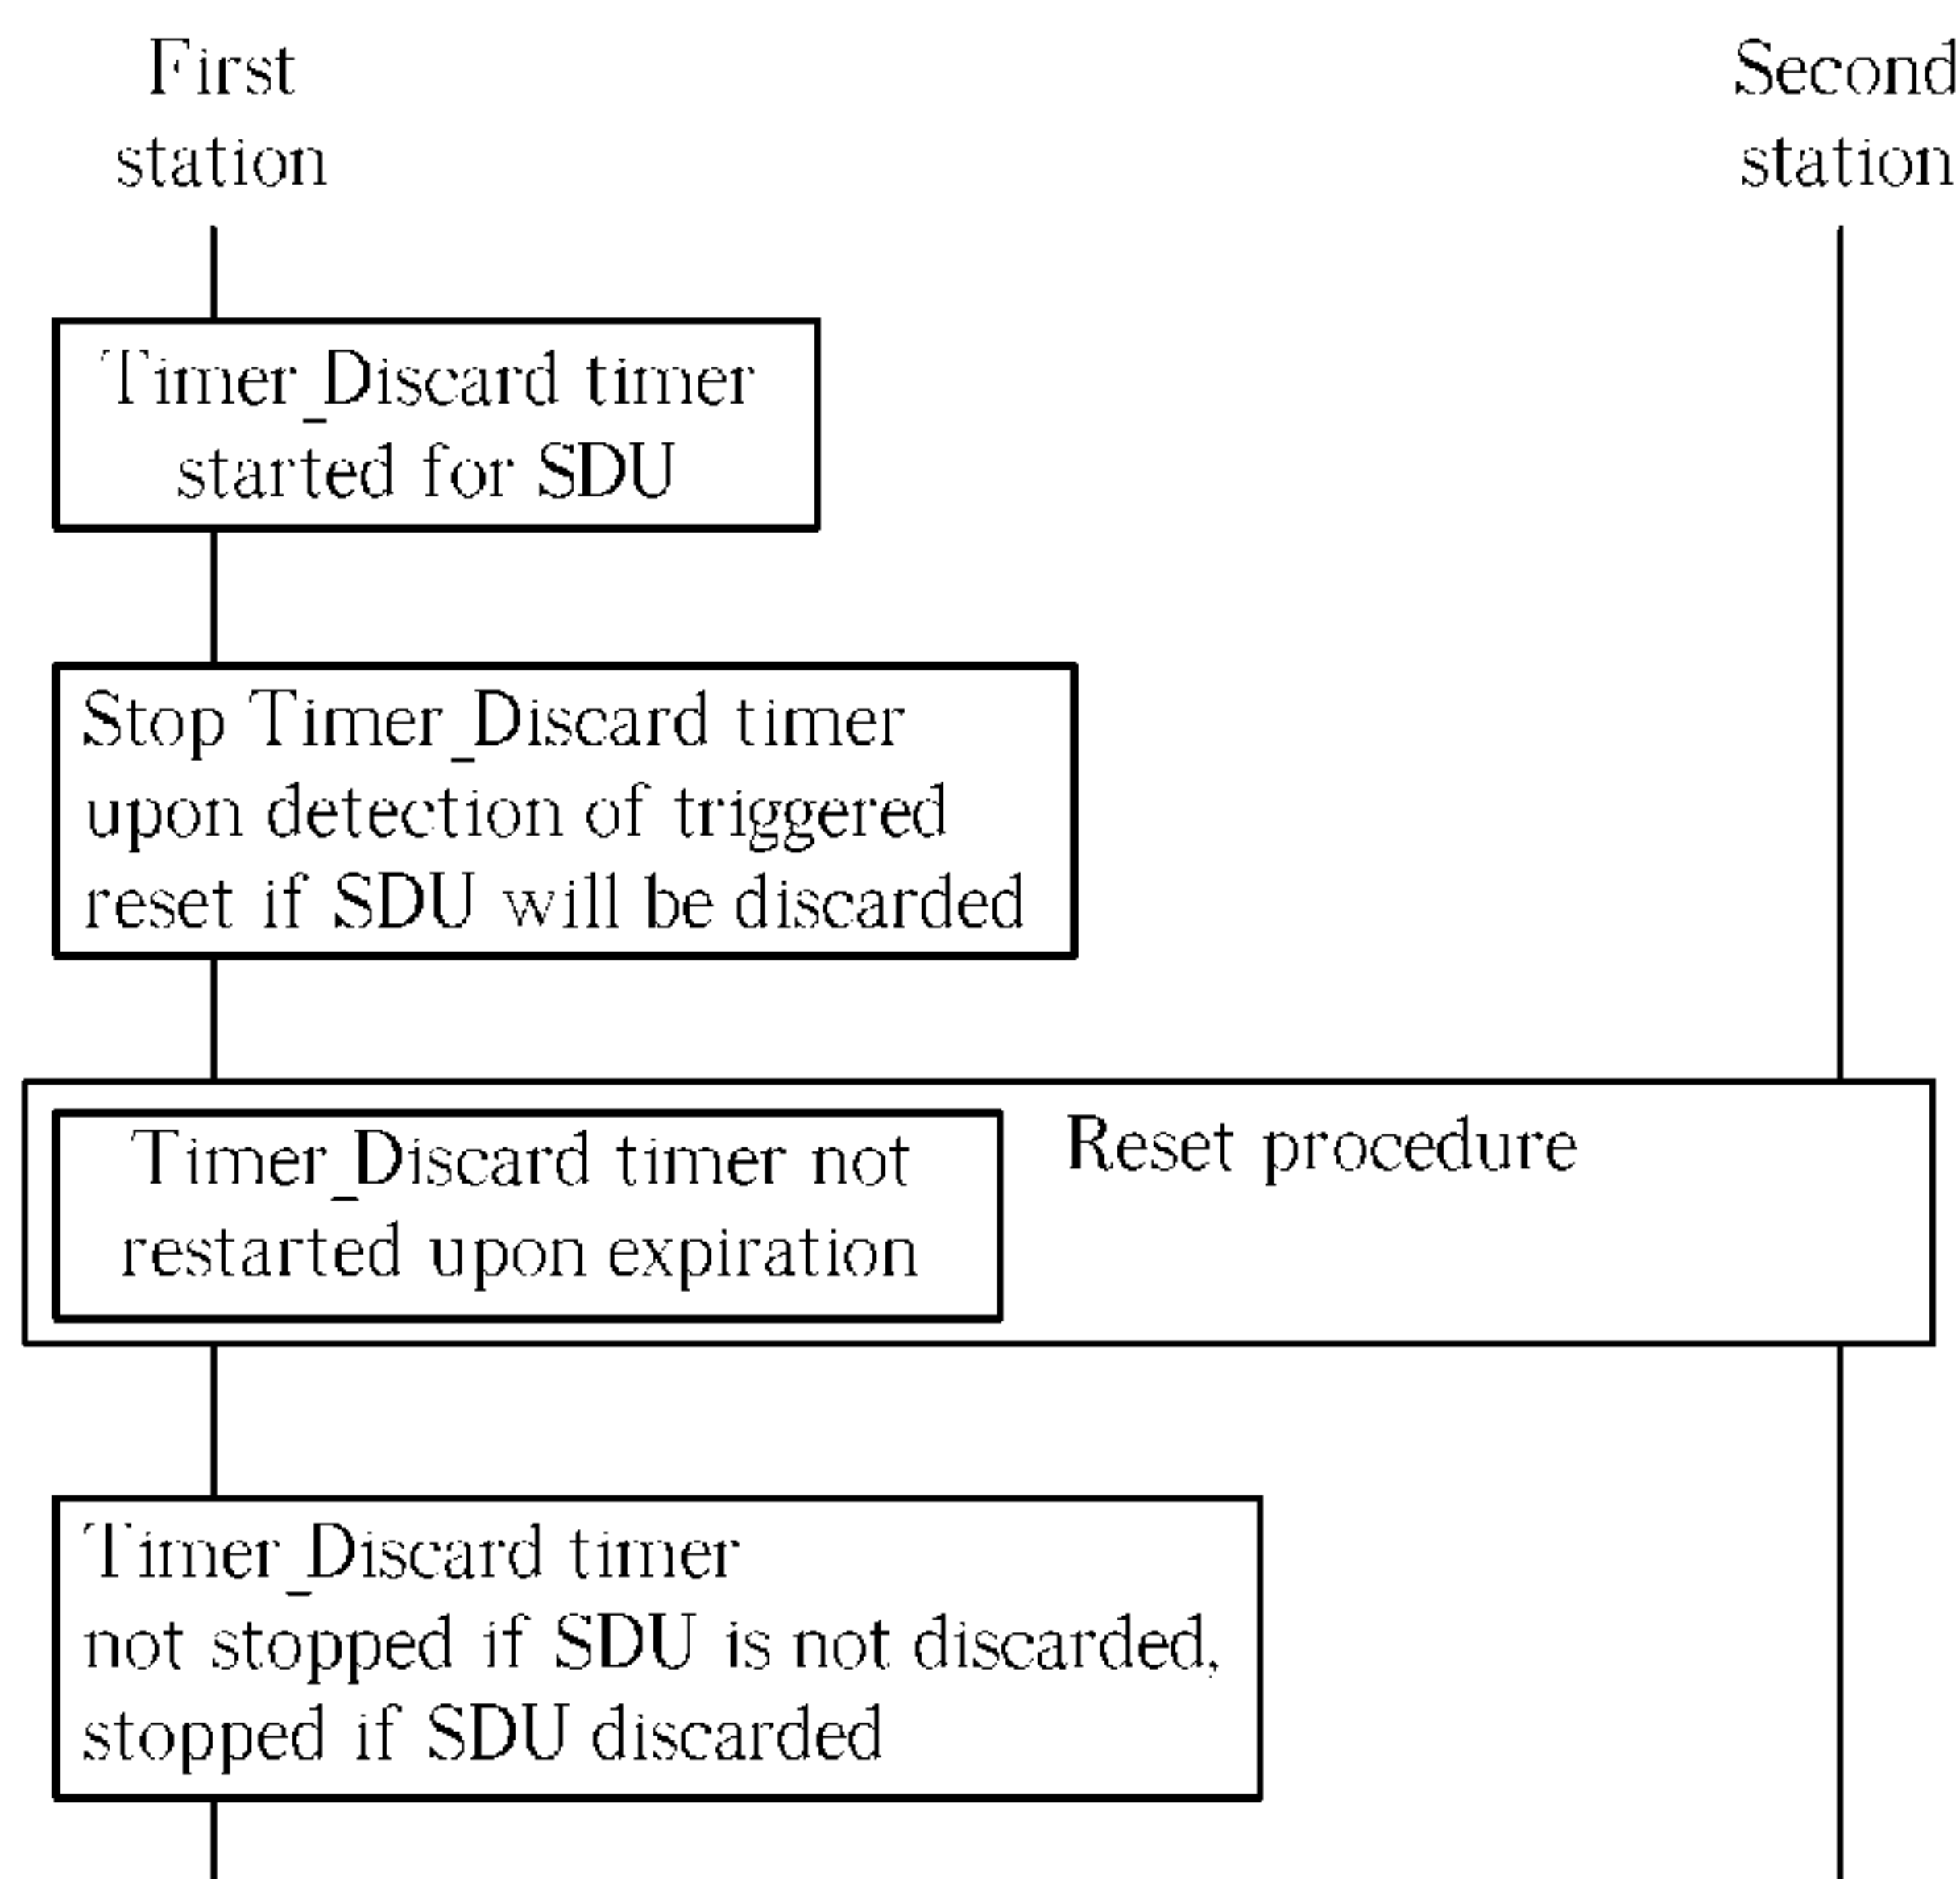 First
station
Second
station
Timer_Discard timer
started for SDU
Stop Timer_Discard timer
upon detection of triggered
reset if SDU will be discarded
Timer_Discard timer not
restarted upon expiration
Reset procedure
Timer_Discard timer
not stopped if SDU is not discarded,
stopped if SDU discarded